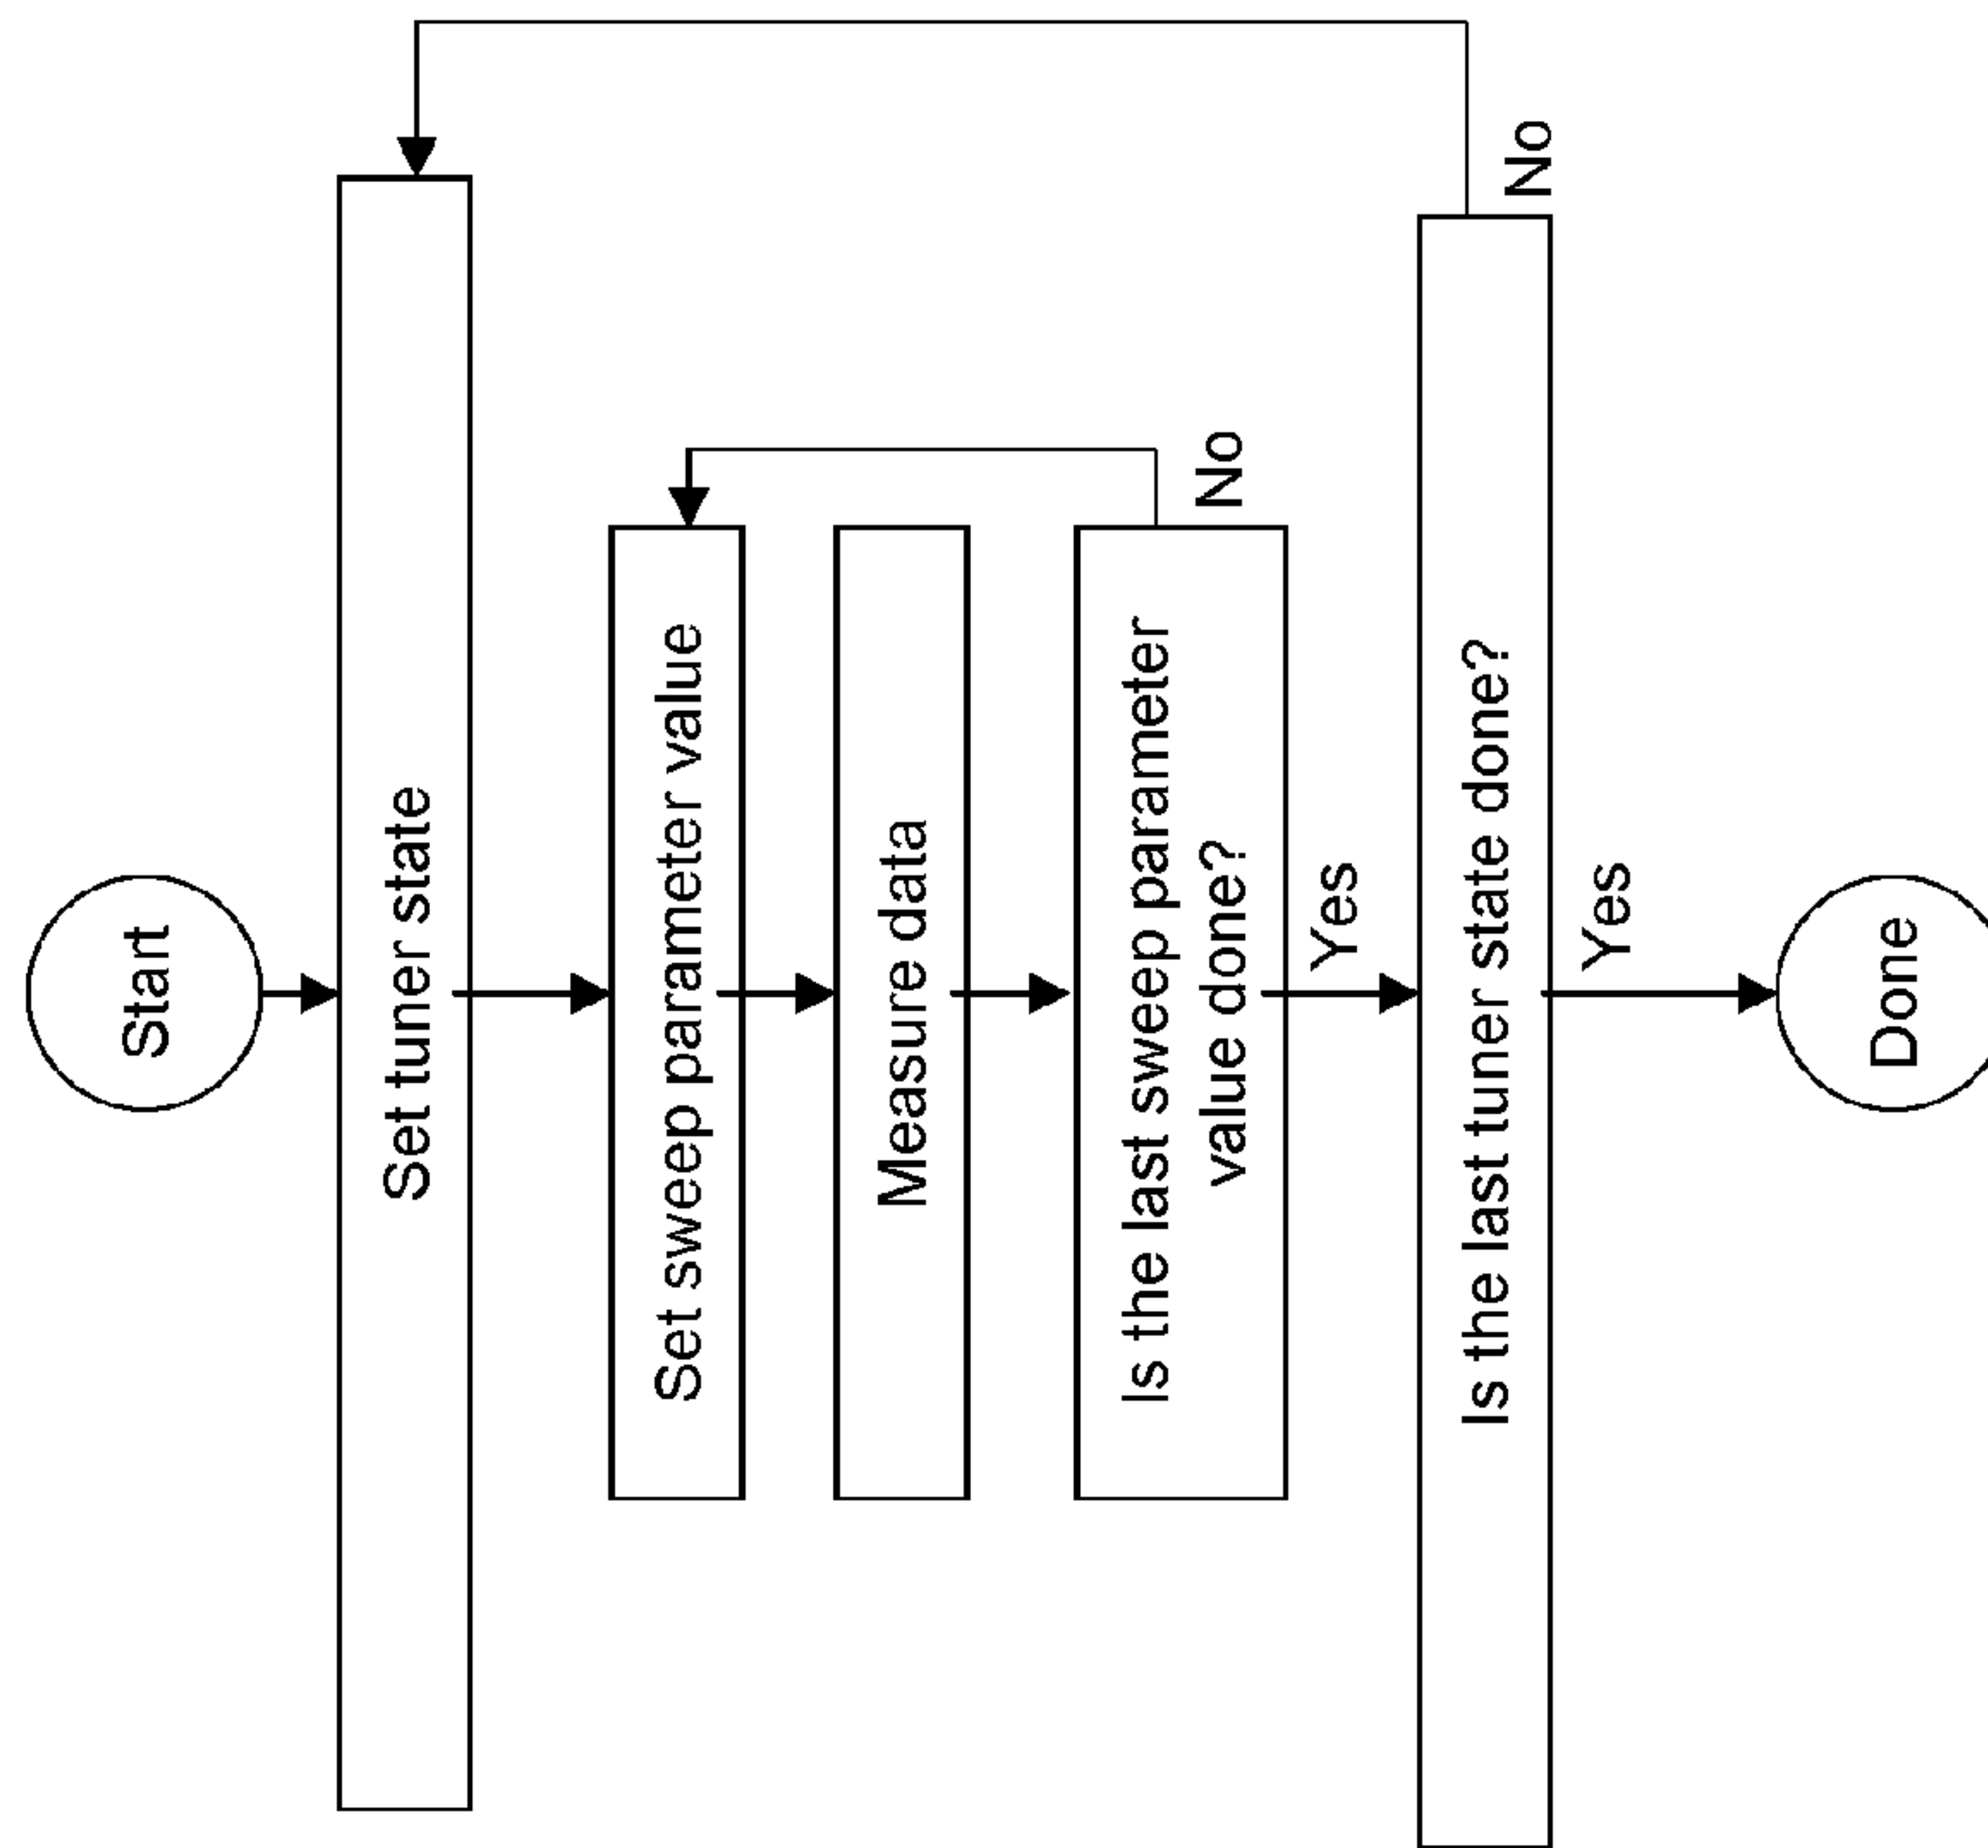 Start
Set tuner state
Set sweep parameter value
Measure data
Is the last sweep parameter
value done?
No
Yes
Is the last tuner state done?
No
Yes
Done